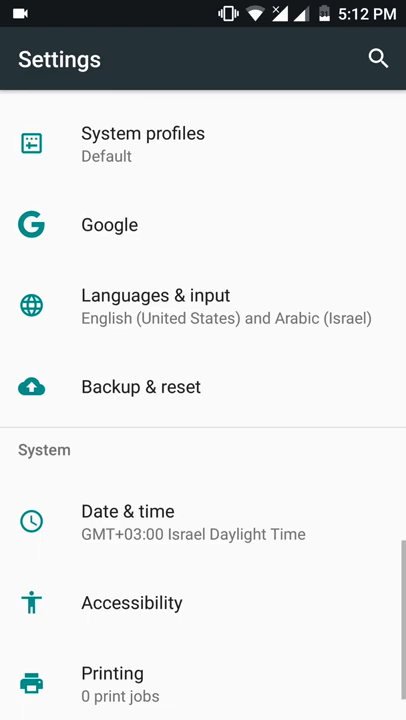 5:12 PM
Settings
System profiles
Default
Google
Languages & input
English (United States) and Arabic (Israel)
Backup & reset
System
Date & time
GMT+03:00 Israel Daylight Time
Accessibility
Printing
0 print jobs